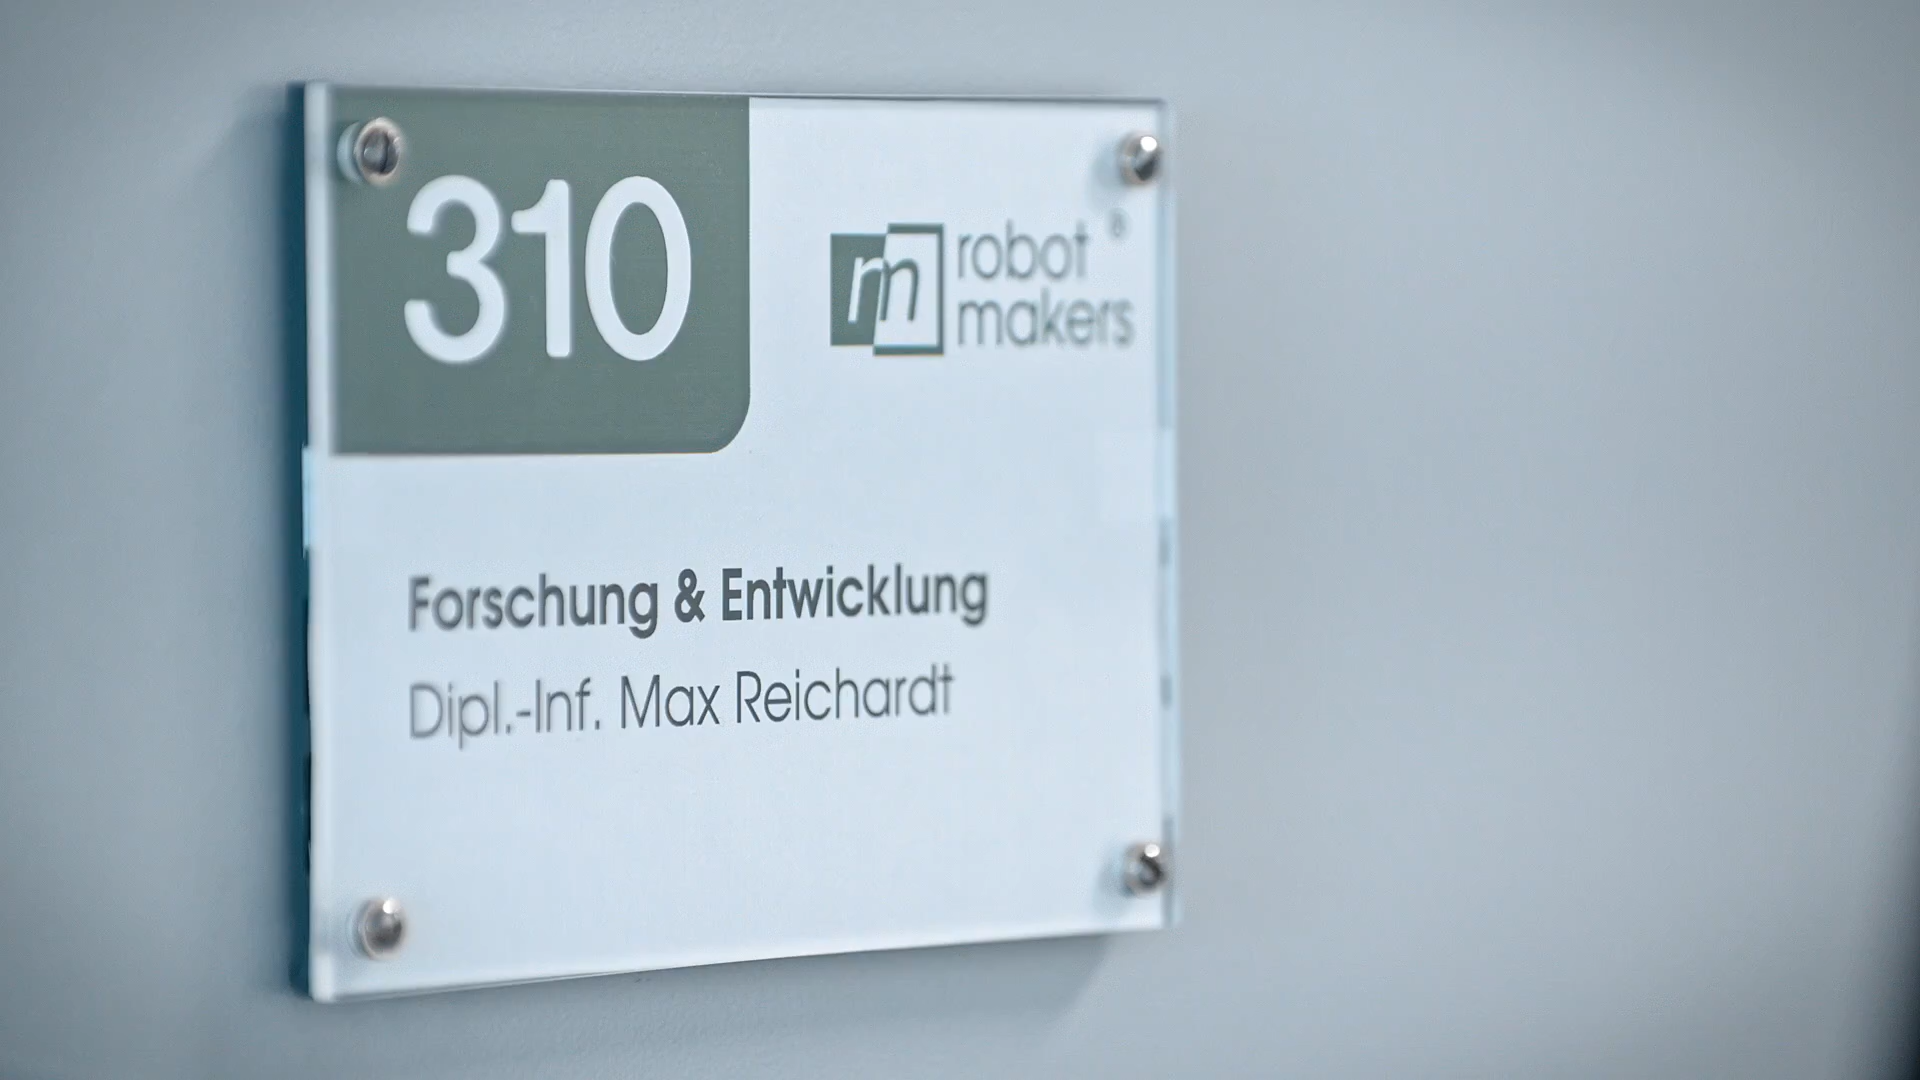 310
rm
robot
makers
®
Forschung & Entwicklung
Dipl.-Inf. Max Reichardt